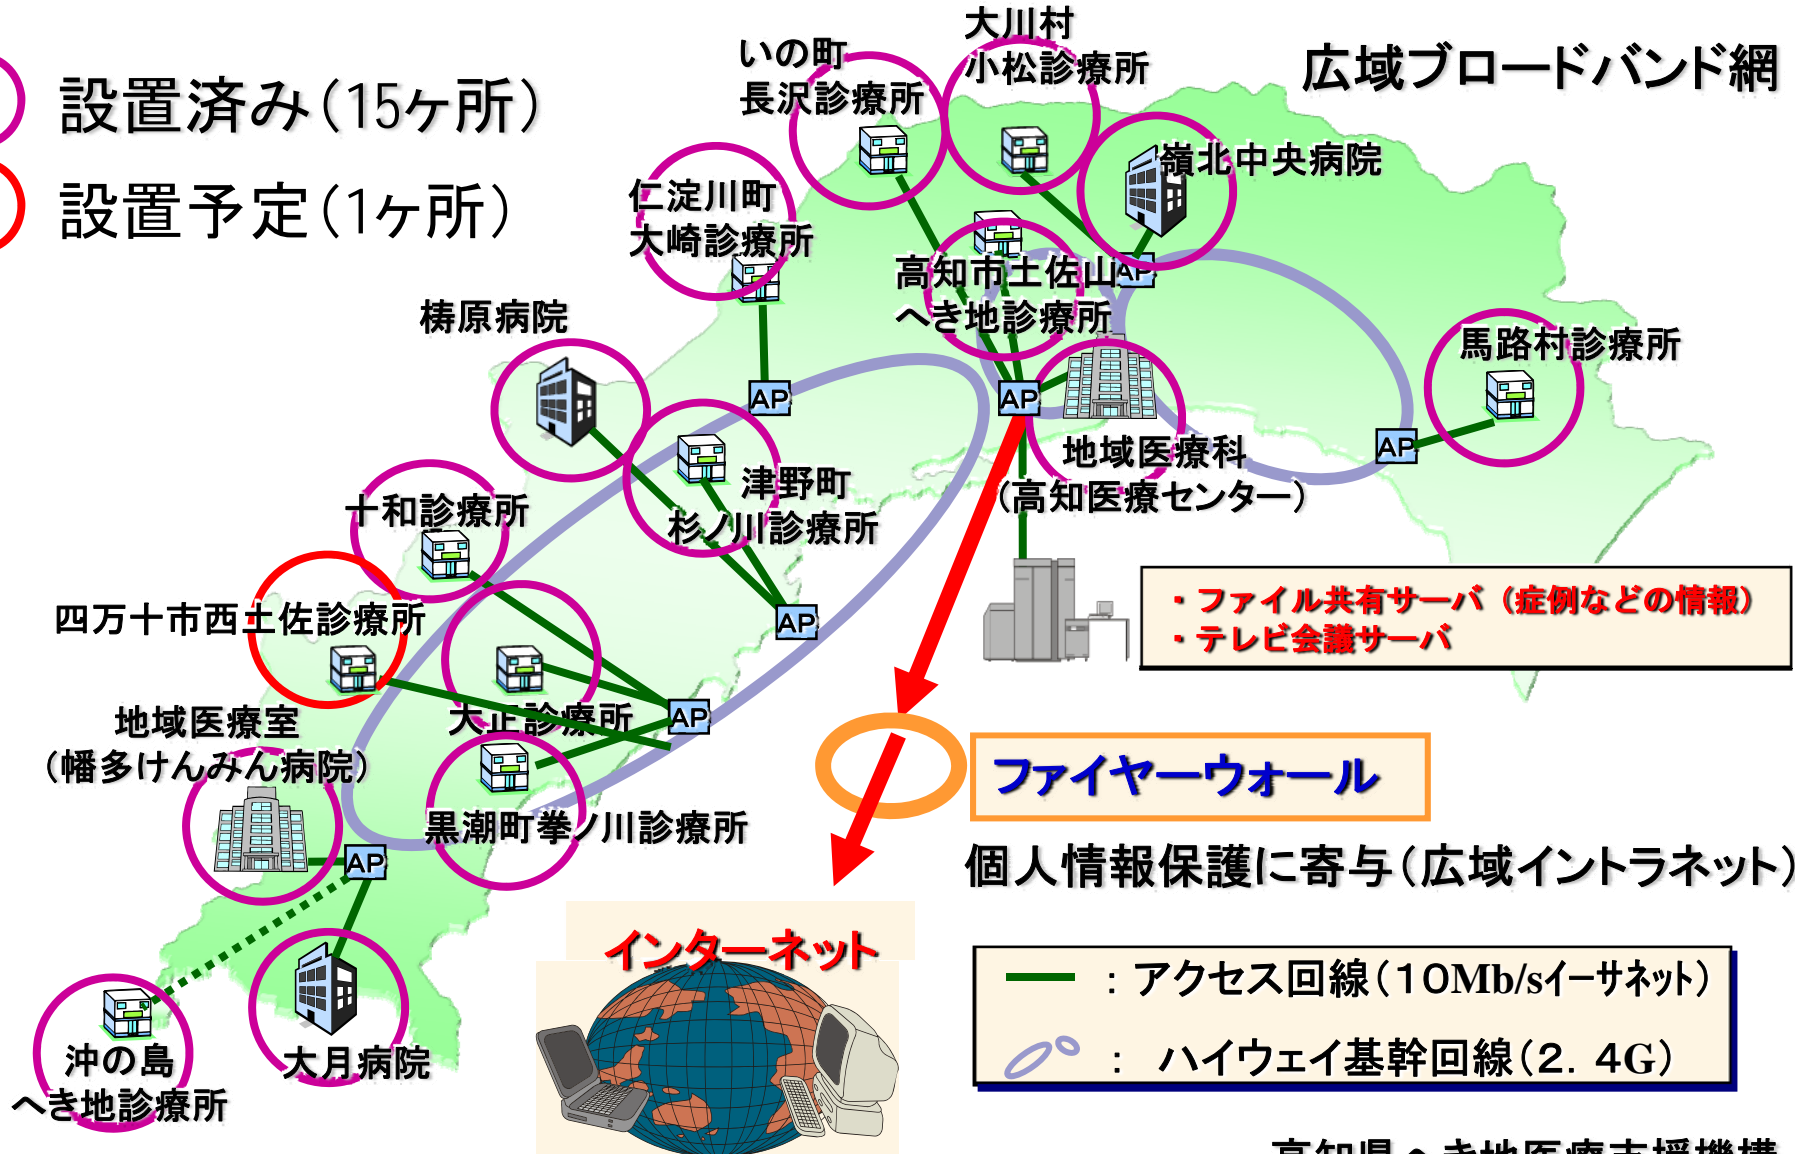 広域ブロードバンド網
設置済み（15ヶ所）
設置予定（1ヶ所）
いの町
長沢診療所
大川村
小松診療所
嶺北中央病院
仁淀川町
大崎診療所
高知市土佐山
へき地診療所
AP
梼原病院
馬路村診療所
AP
AP
AP
地域医療科
（高知医療センター）
津野町
杉ノ川診療所
十和診療所
・ファイル共有サーバ（症例などの情報）
・テレビ会議サーバ
四万十市西土佐診療所
AP
大正診療所
AP
地域医療室
（幡多けんみん病院）
ファイヤーウォール
黒潮町拳ノ川診療所
AP
個人情報保護に寄与（広域イントラネット）
インターネット
：アクセス回線（１０Mb/sイーサネット）
： ハイウェイ基幹回線（２．４G）
大月病院
沖の島
へき地診療所
高知県へき地医療支援機構